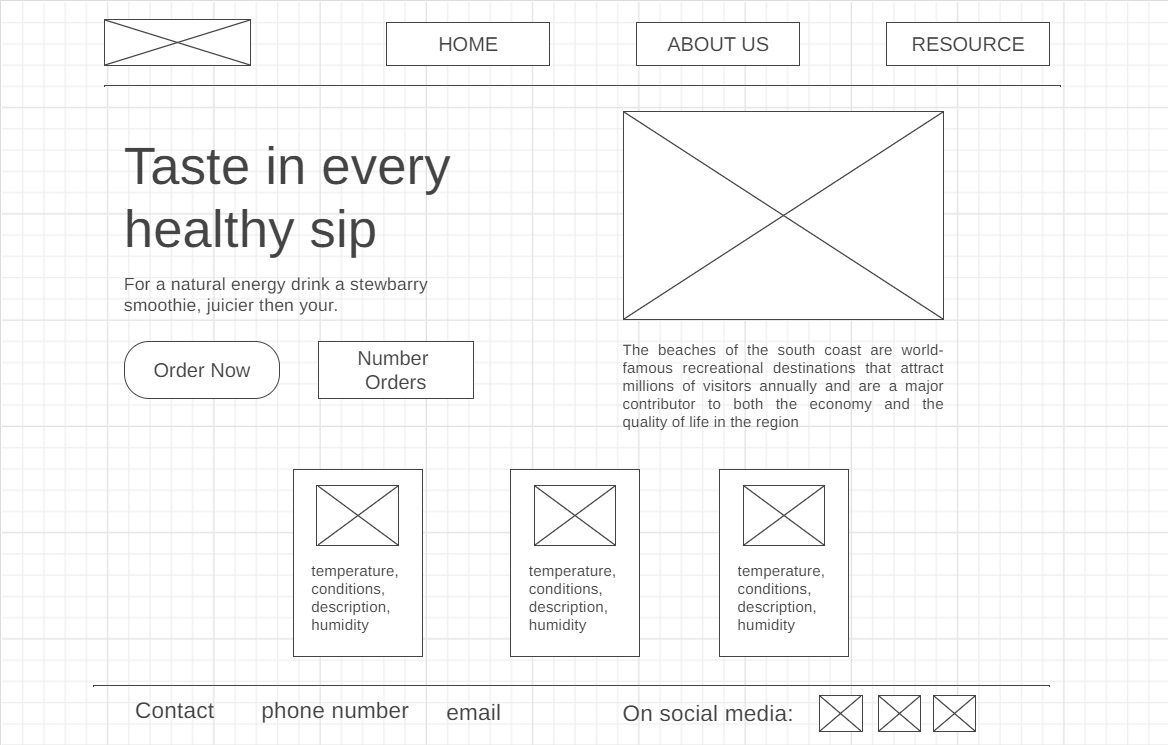 HOME
ABOUT US
RESOURCE
Taste in every
healthy sip
For a natural energy drink a stewbarry
smoothie, juicier then your.
Order Now
Number
Orders
The beaches of the south coast are world-
famous recreational destinations that attract
millions of visitors annually and are a major
contributor to both the economy and the
quality of life in the region
temperature,
conditions,
description,
humidity
temperature,
conditions,
description,
humidity
temperature,
conditions,
description,
humidity
Contact
phone number
email
On social media: